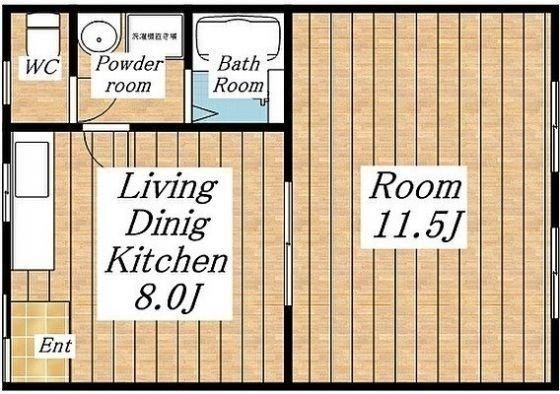 WC
Powder
room
洗濯機置き場
Bath
Room
Living
Dinig
Kitchen
8.0J
Room
11.5J
Ent